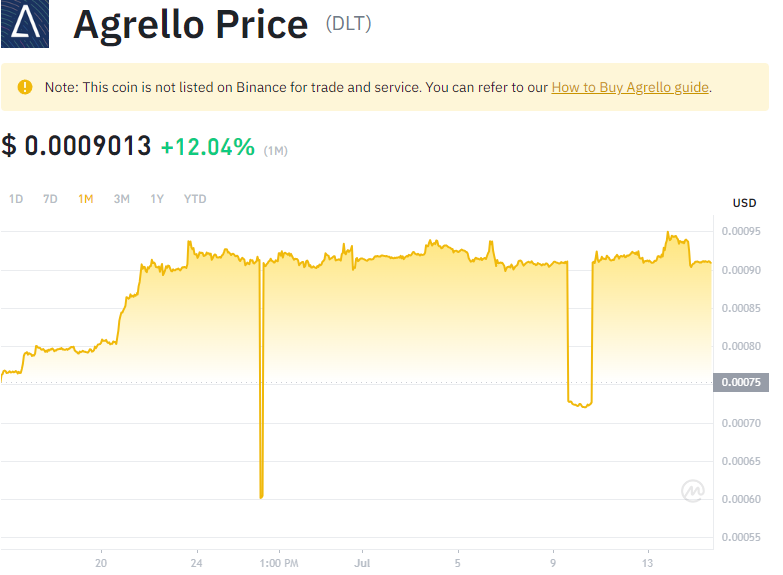 Agrello Price (DLT)
Note: This coin is not listed on Binance for trade and service. You can refer to our How to Buy Agrello guide.
$ 0.0009013 +12.04% (1M)
1D 7D 1M 3M 1Y YTD
USD
0.00095
0.00090
0.00085
0.00080
0.00075
0.00070
0.00065
0.00060
0.00055
20 24 1:00 PM Jul 5 9 13